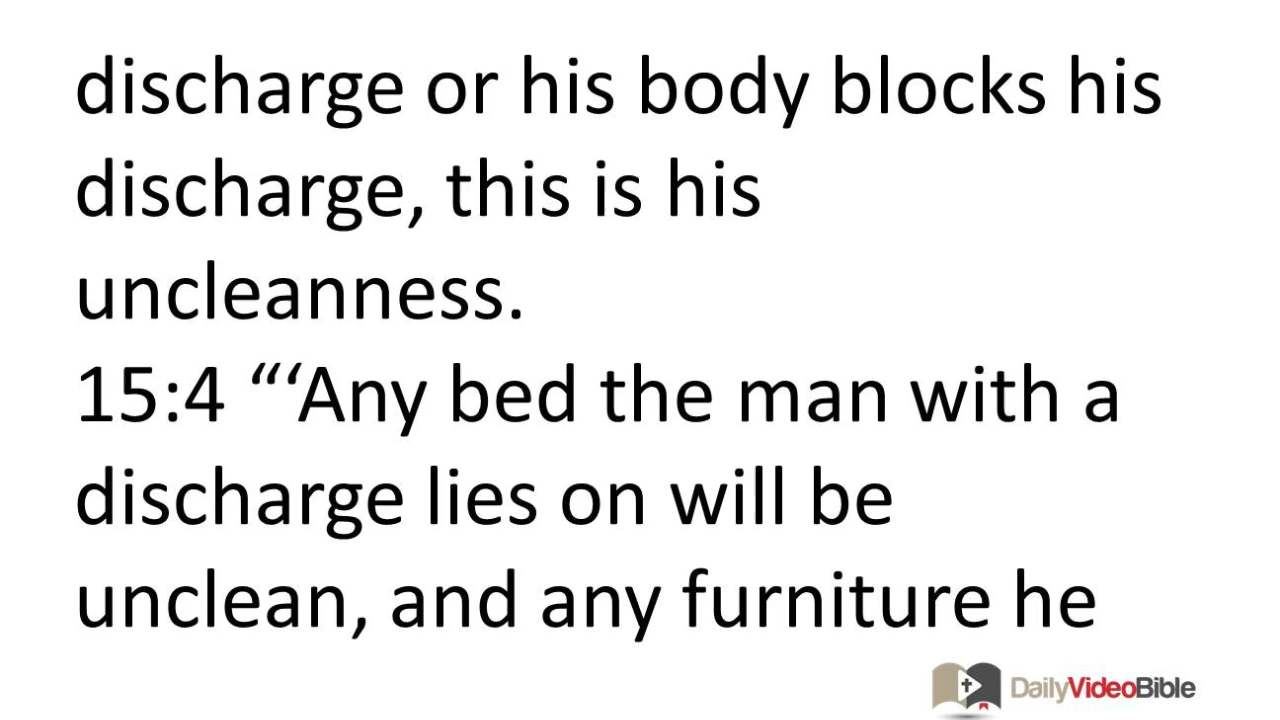 discharge or his body blocks his
discharge, this is his
uncleanness.
15:4 “‘Any bed the man with a
discharge lies on will be
unclean, and any furniture he
DailyVideoBible